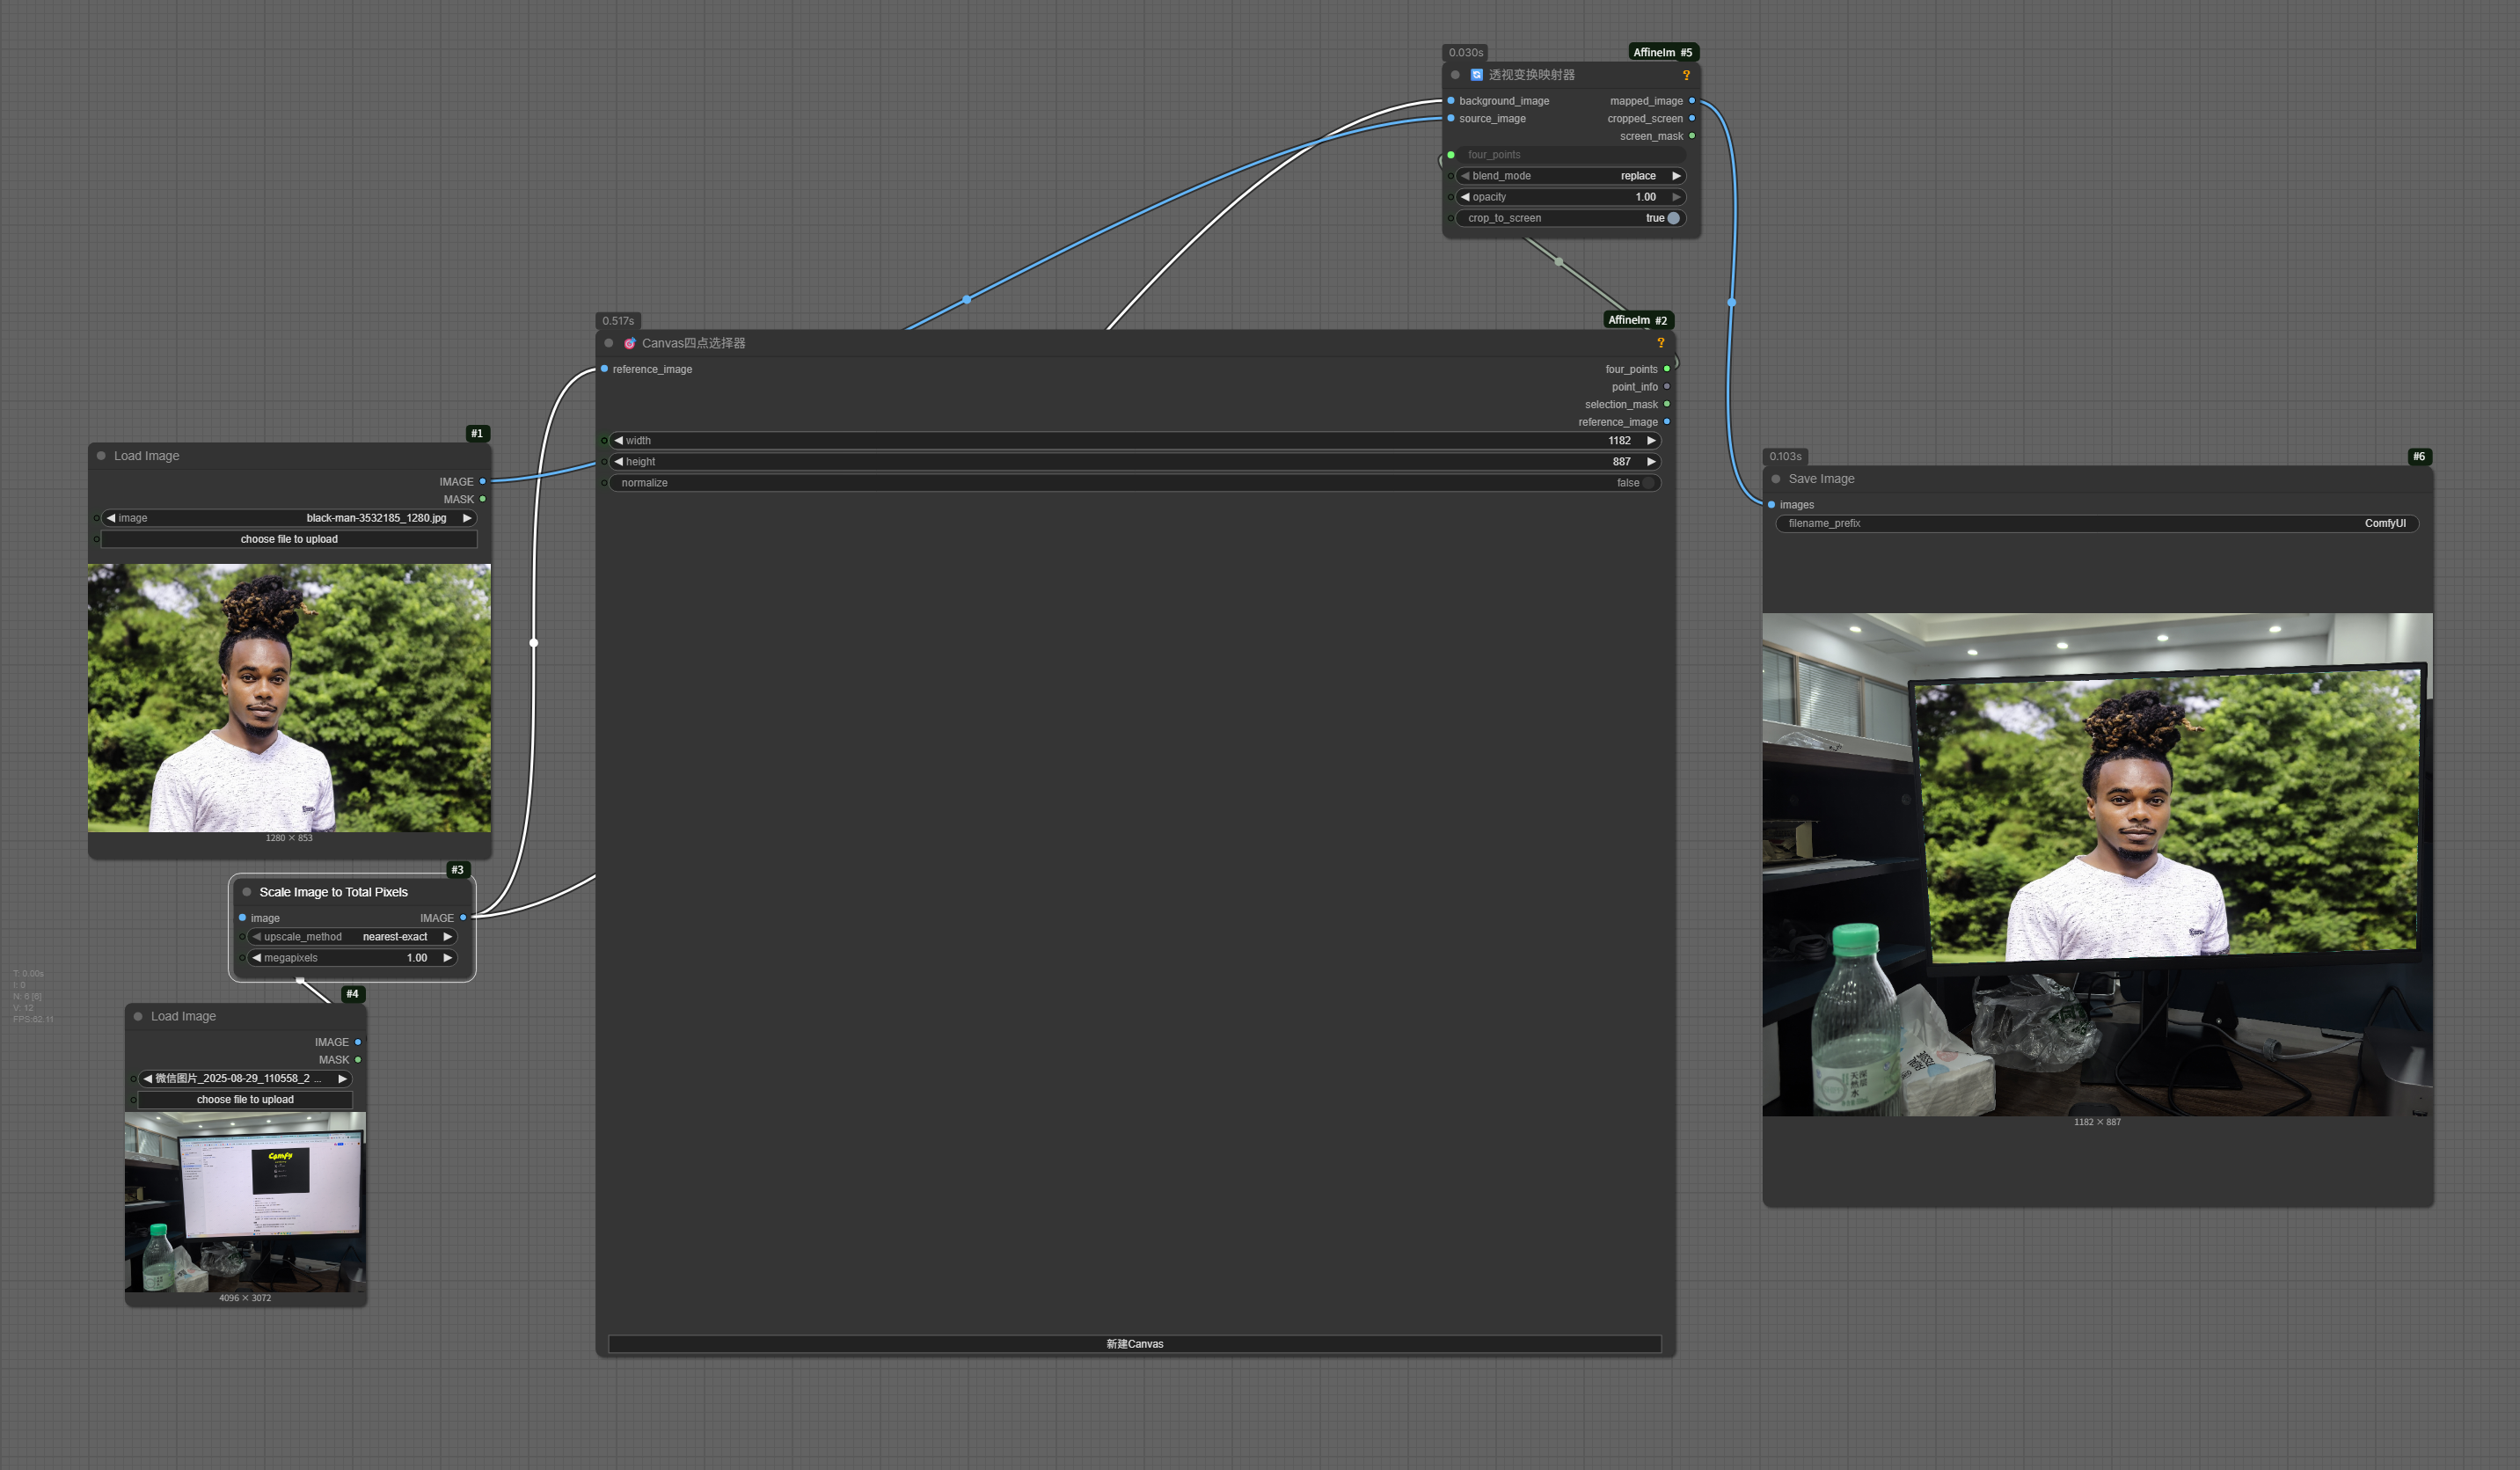 0.030s
AffineIm #5
透视变换映射器 ?
background_image mapped_image
source_image cropped_screen
screen_mask
four_points
blend_mode replace
opacity 1.00
crop_to_screen true
0.517s
AffineIm #2
Canvas四点选择器 ?
reference_image four_points
point_info
selection_mask
reference_image
width 1182
height 887
normalize false
新建Canvas
#1
Load Image
IMAGE
MASK
image black-man-3532185_1280.jpg
choose file to upload
1280 × 853
#3
Scale Image to Total Pixels
image IMAGE
upscale_method nearest-exact
megapixels 1.00
T: 0.00s
I: 0
N: 6 [6]
V: 12
FPS:62.11
#4
Load Image
IMAGE
MASK
微信图片_2025-08-29_110558_2 ...
choose file to upload
Comfy
4096 × 3072
0.103s
#6
Save Image
images
filename_prefix ComfyUI
天
然
水
1182 × 887